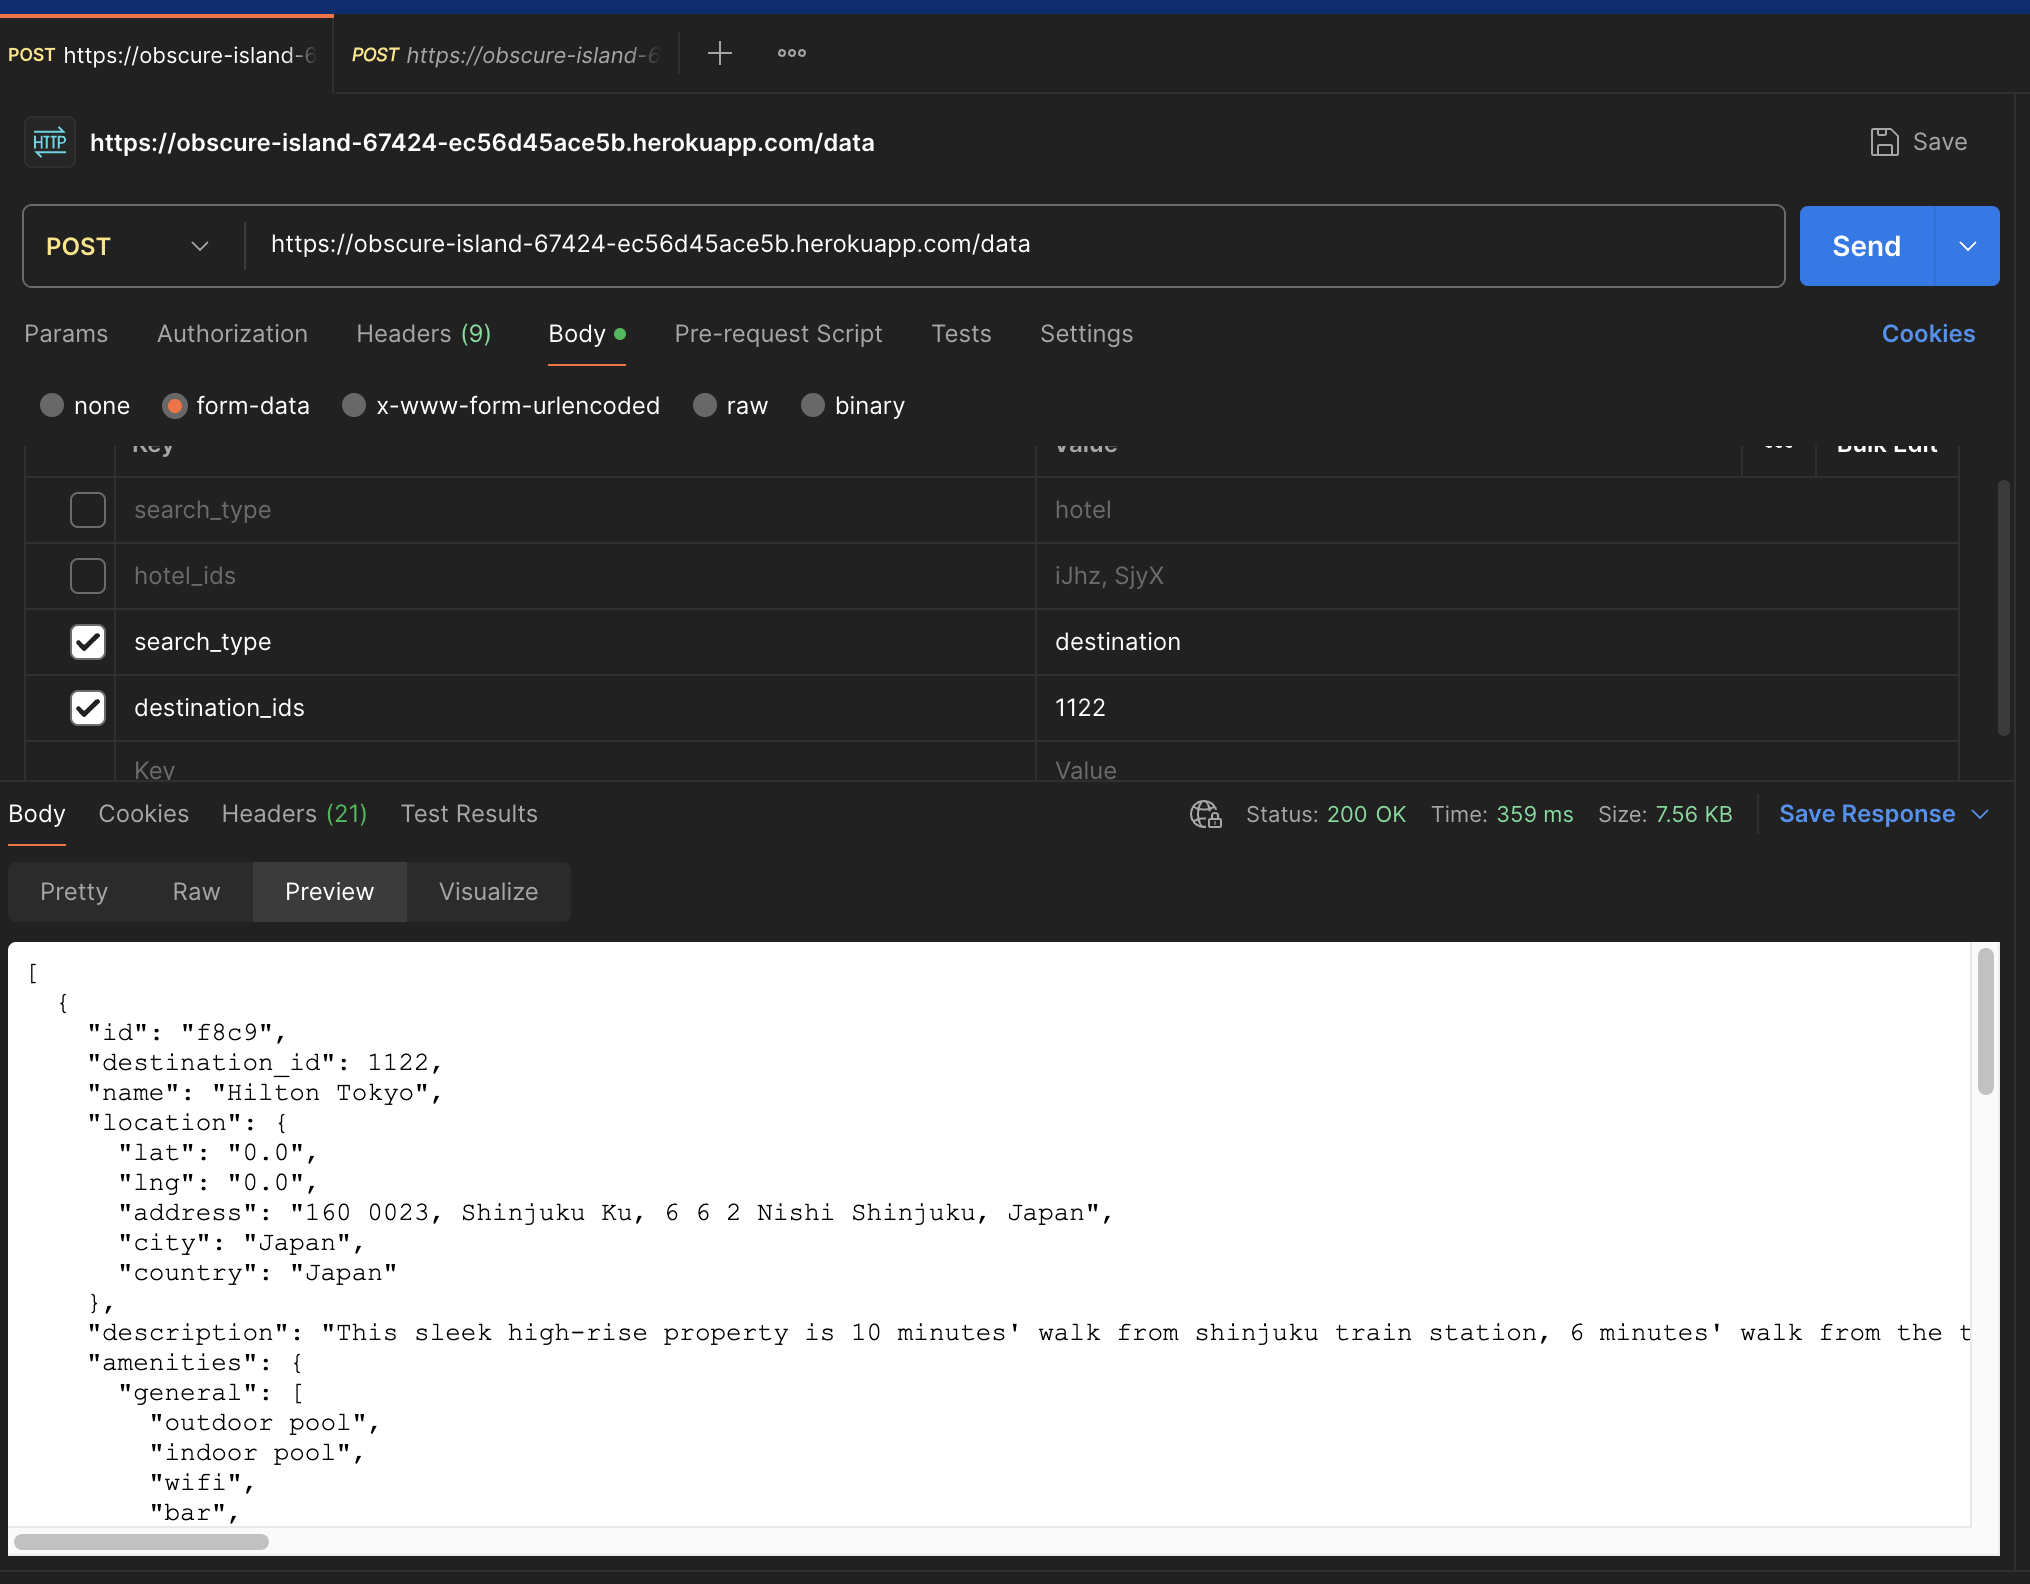 POST https://obscure-island-6 POST https://obscure-island-6
HTTP https://obscure-island-67424-ec56d45ace5b.herokuapp.com/data Save
POST https://obscure-island-67424-ec56d45ace5b.herokuapp.com/data Send
Params Authorization Headers (9) Body Pre-request Script Tests Settings Cookies
none form-data x-www-form-urlencoded raw binary
Key Value Bulk Edit
search_type hotel
hotel_ids iJhz, SjyX
search_type destination
destination_ids 1122
Key Value
Body Cookies Headers (21) Test Results Status: 200 OK Time: 359 ms Size: 7.56 KB Save Response
Pretty Raw Preview Visualize
[
{
"id": "f8c9",
"destination_id": 1122,
"name": "Hilton Tokyo",
"location": {
"lat": "0.0",
"lng": "0.0",
"address": "160 0023, Shinjuku Ku, 6 6 2 Nishi Shinjuku, Japan",
"city": "Japan",
"country": "Japan"
},
"description": "This sleek high-rise property is 10 minutes' walk from shinjuku train station, 6 minutes' walk from the t
"amenities": {
"general": [
"outdoor pool",
"indoor pool",
"wifi",
"bar",